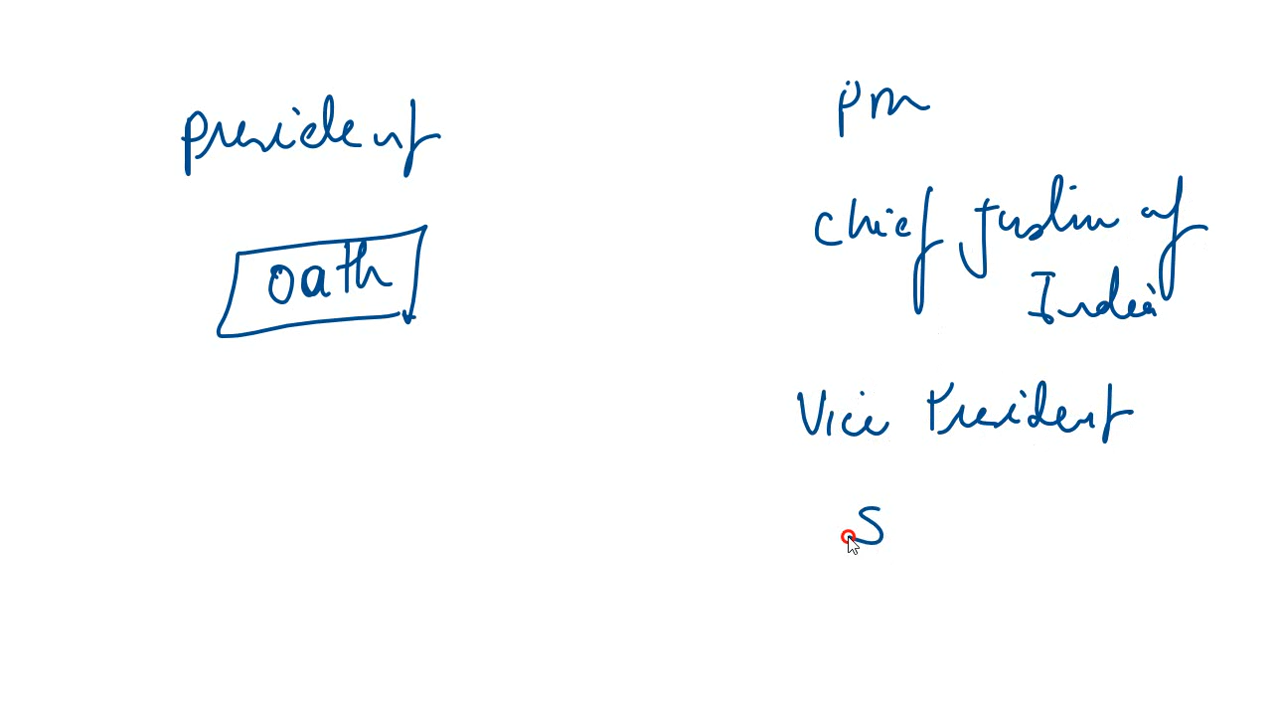 President
oath
PM
Chief Justice of
India
Vice President
S